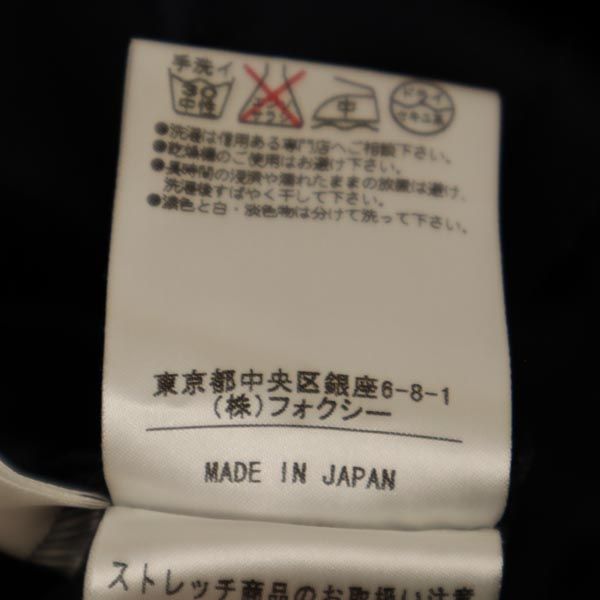 手洗イ
30
中性
エンソ
サラシ
中
ドライ
セキユ系
●洗濯は信用ある専門店へご相談下さい。
●乾燥機のご使用はお避け下さい。
●長時間の浸漬や濡れたままの放置は避け、
洗濯後すばやく干して下さい。
●濃色と白・淡色物は分けて洗って下さい。
東京都中央区銀座6-8-1
(株)フォクシー
MADE IN JAPAN
ストレッチ商品のお取扱い注意